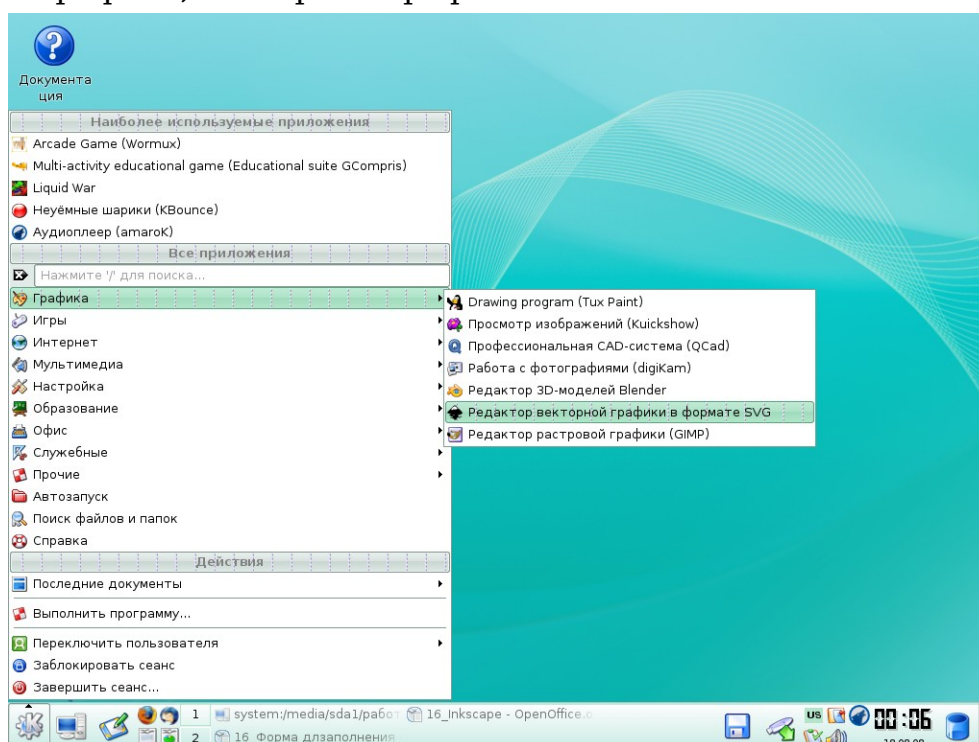 Документа
ция
Наиболее используемые приложения
Arcade Game (Wormux)
Multi-activity educational game (Educational suite GCompris)
Liquid War
Неуёмные шарики (KBounce)
Аудиоплеер (amaroK)
Все приложения
Нажмите '/' для поиска...
Графика
Игры
Интернет
Мультимедиа
Настройка
Образование
Офис
Служебные
Прочие
Автозапуск
Поиск файлов и папок
Справка
Действия
Последние документы
Выполнить программу...
Переключить пользователя
Заблокировать сеанс
Завершить сеанс...
Drawing program (Tux Paint)
Просмотр изображений (Kuickshow)
Профессиональная CAD-система (QCad)
Работа с фотографиями (digiKam)
Редактор 3D-моделей Blender
Редактор векторной графики в формате SVG
Редактор растровой графики (GIMP)
1 system:/media/sda1/работ 16_Inkscape - OpenOffice.o
2 16 Форма длзаполнения
US 00:06